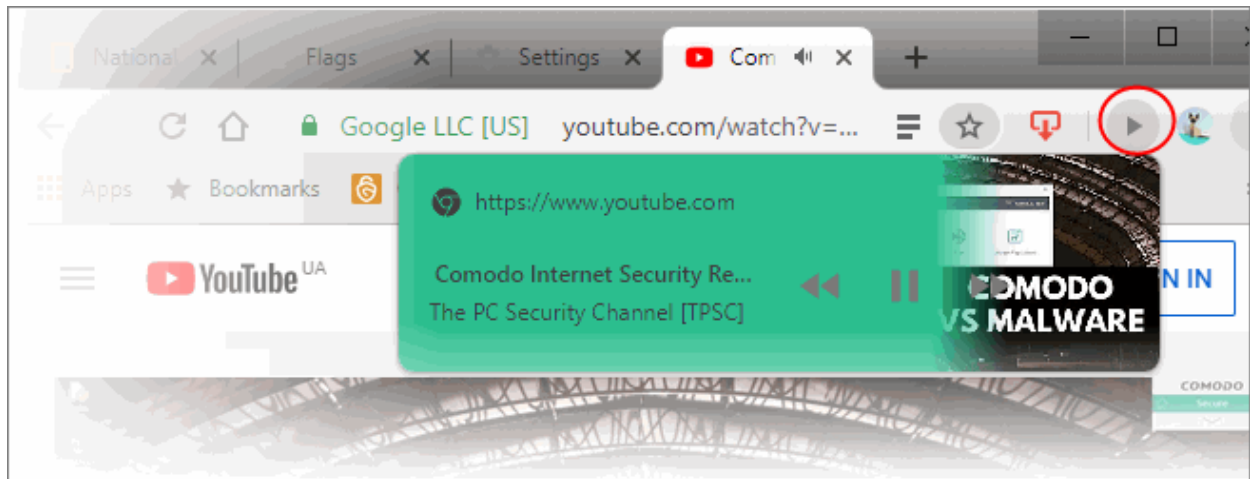 National
Flags
Settings
Com
Google LLC [US] youtube.com/watch?v=...
Apps
Bookmarks
https://www.youtube.com
YouTube UA
Comodo Internet Security Re...
The PC Security Channel [TPSC]
COMODO
VS MALWARE
N IN
COMODO
Secure